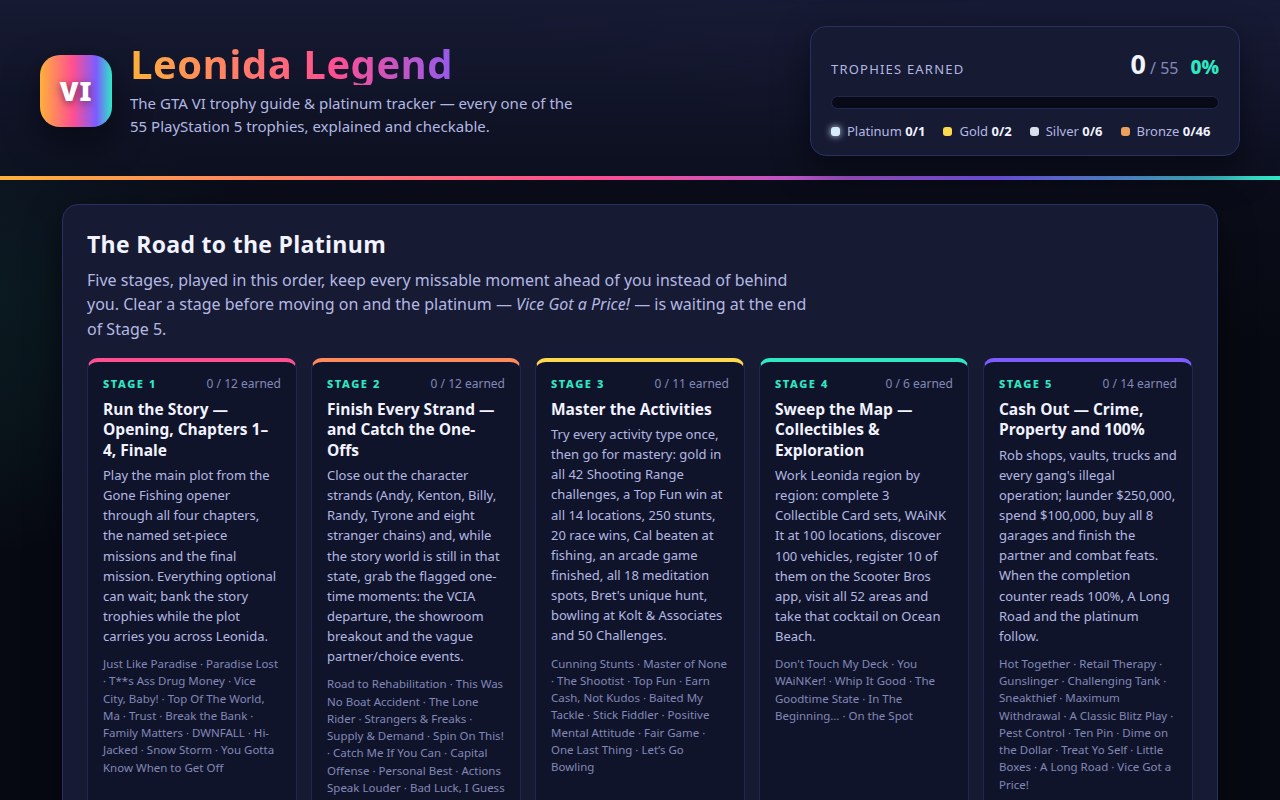 VI
Leonida Legend
The GTA VI trophy guide & platinum tracker — every one of the
55 PlayStation 5 trophies, explained and checkable.
TROPHIES EARNED
0 / 55 0%
Platinum 0/1 Gold 0/2 Silver 0/6 Bronze 0/46
The Road to the Platinum
Five stages, played in this order, keep every missable moment ahead of you instead of behind
you. Clear a stage before moving on and the platinum — Vice Got a Price! — is waiting at the end
of Stage 5.
STAGE 1 0 / 12 earned
Run the Story —
Opening, Chapters 1–
4, Finale
Play the main plot from the
Gone Fishing opener
through all four chapters,
the named set-piece
missions and the final
mission. Everything optional
can wait; bank the story
trophies while the plot
carries you across Leonida.
Just Like Paradise · Paradise Lost
· T**s Ass Drug Money · Vice
City, Baby! · Top Of The World,
Ma · Trust · Break the Bank ·
Family Matters · DWNFALL · Hi-
Jacked · Snow Storm · You Gotta
Know When to Get Off
STAGE 2 0 / 12 earned
Finish Every Strand —
and Catch the One-
Offs
Close out the character
strands (Andy, Kenton, Billy,
Randy, Tyrone and eight
stranger chains) and, while
the story world is still in that
state, grab the flagged one-
time moments: the VCIA
departure, the showroom
breakout and the vague
partner/choice events.
Road to Rehabilitation · This Was
No Boat Accident · The Lone
Rider · Strangers & Freaks ·
Supply & Demand · Spin On This!
· Catch Me If You Can · Capital
Offense · Personal Best · Actions
Speak Louder · Bad Luck, I Guess
STAGE 3 0 / 11 earned
Master the Activities
Try every activity type once,
then go for mastery: gold in
all 42 Shooting Range
challenges, a Top Fun win at
all 14 locations, 250 stunts,
20 race wins, Cal beaten at
fishing, an arcade game
finished, all 18 meditation
spots, Bret's unique hunt,
bowling at Kolt & Associates
and 50 Challenges.
Cunning Stunts · Master of None
· The Shootist · Top Fun · Earn
Cash, Not Kudos · Baited My
Tackle · Stick Fiddler · Positive
Mental Attitude · Fair Game ·
One Last Thing · Let's Go
Bowling
STAGE 4 0 / 6 earned
Sweep the Map —
Collectibles &
Exploration
Work Leonida region by
region: complete 3
Collectible Card sets, WAiNK
It at 100 locations, discover
100 vehicles, register 10 of
them on the Scooter Bros
app, visit all 52 areas and
take that cocktail on Ocean
Beach.
Don't Touch My Deck · You
WAiNKer! · Whip It Good · The
Goodtime State · In The
Beginning... · On the Spot
STAGE 5 0 / 14 earned
Cash Out — Crime,
Property and 100%
Rob shops, vaults, trucks and
every gang's illegal
operation; launder $250,000,
spend $100,000, buy all 8
garages and finish the
partner and combat feats.
When the completion
counter reads 100%, A Long
Road and the platinum
follow.
Hot Together · Retail Therapy ·
Gunslinger · Challenging Tank ·
Sneakthief · Maximum
Withdrawal · A Classic Blitz Play ·
Pest Control · Ten Pin · Dime on
the Dollar · Treat Yo Self · Little
Boxes · A Long Road · Vice Got a
Price!